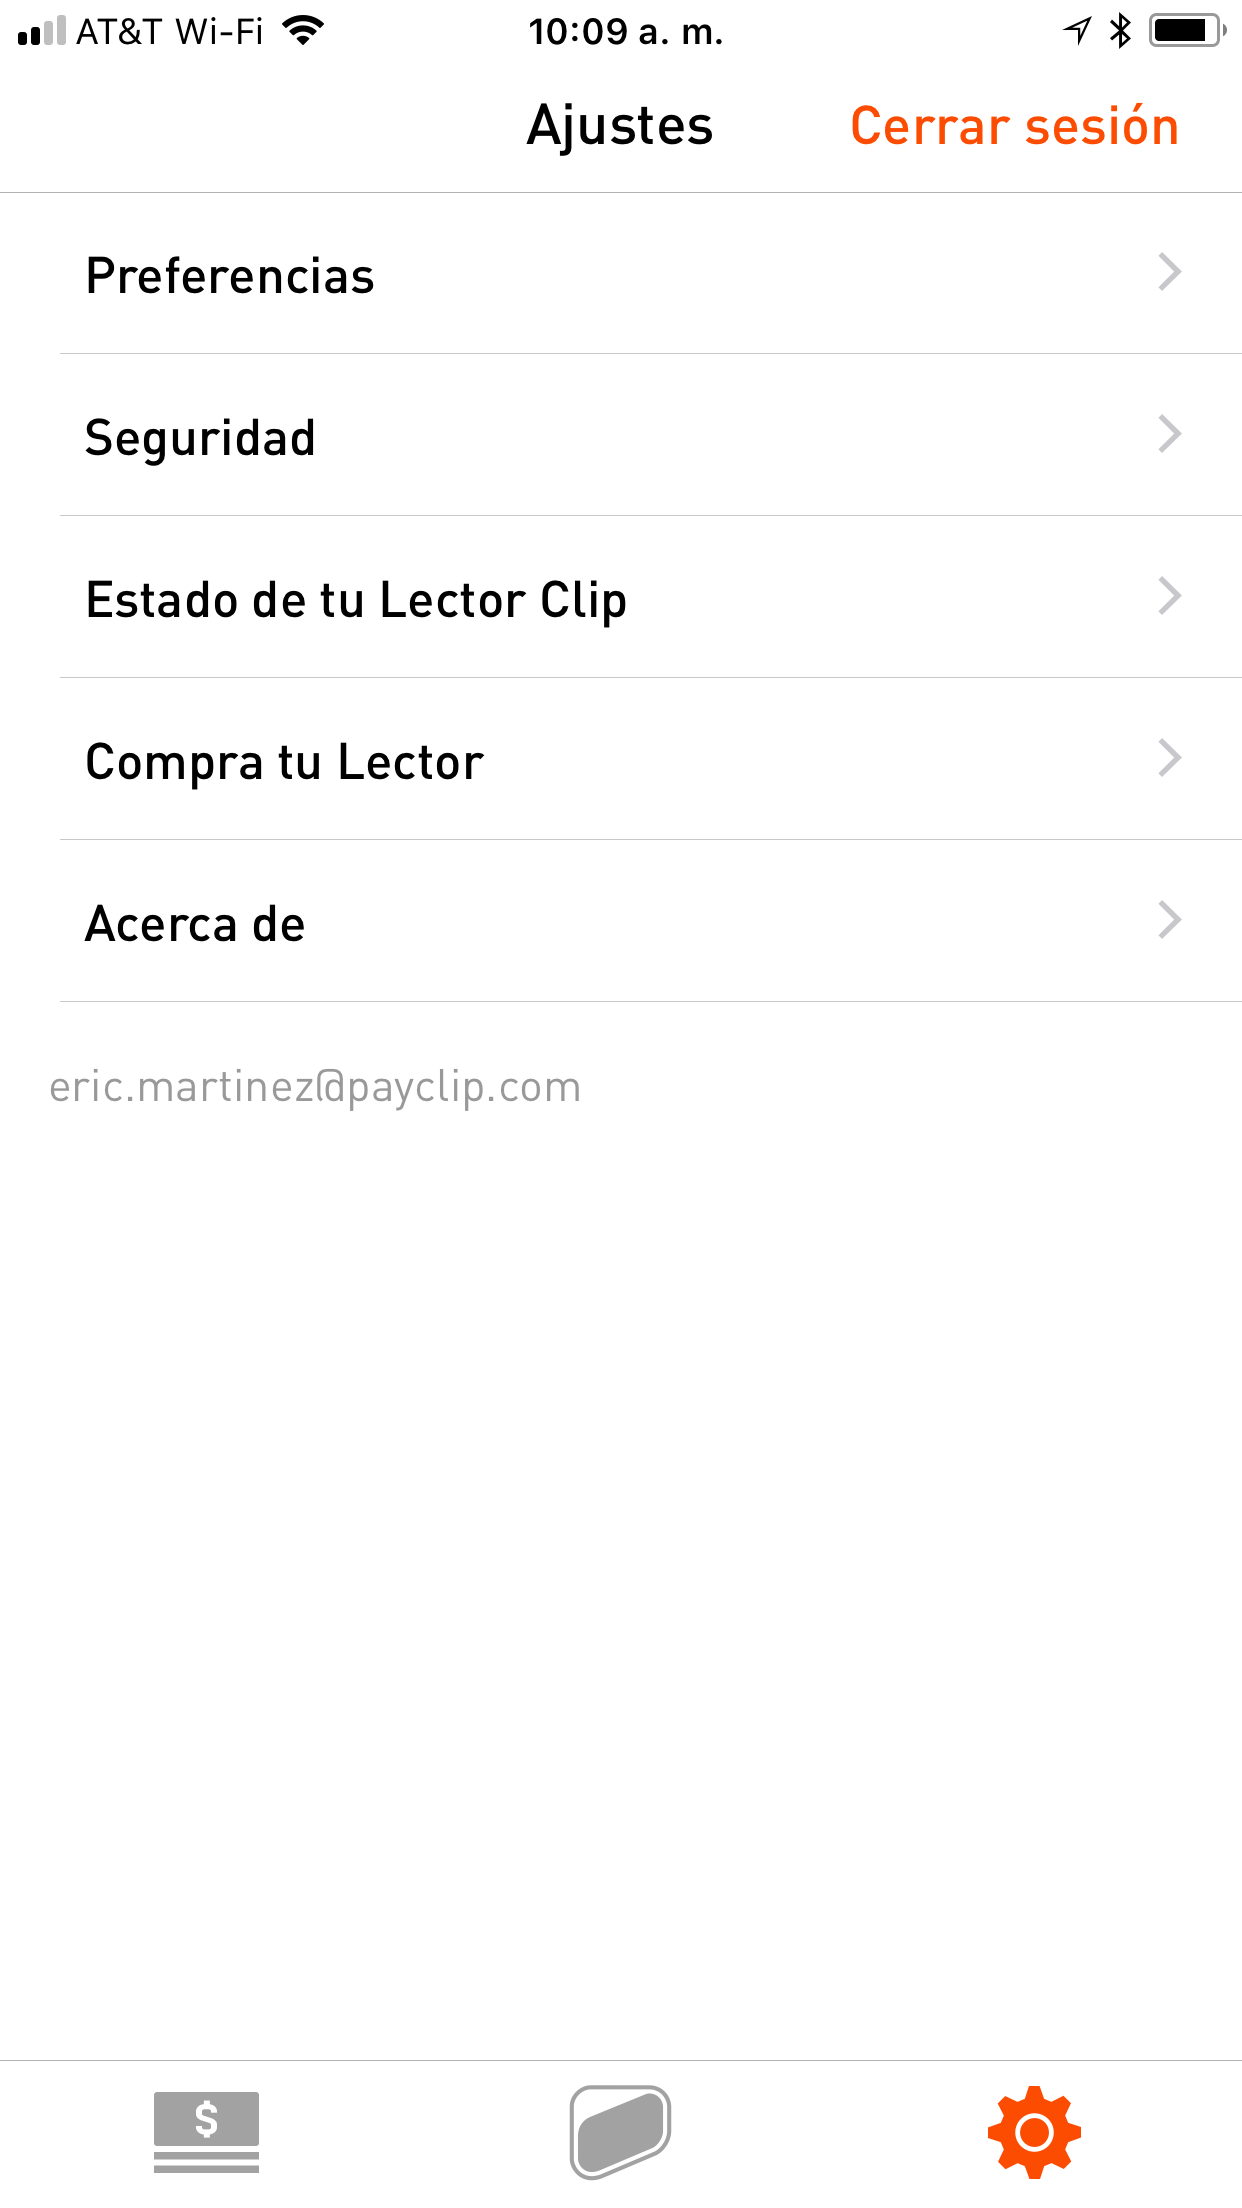 AT&T Wi-Fi 10:09 a. m.
Ajustes Cerrar sesión
Preferencias
Seguridad
Estado de tu Lector Clip
Compra tu Lector
Acerca de
eric.martinez@payclip.com
$